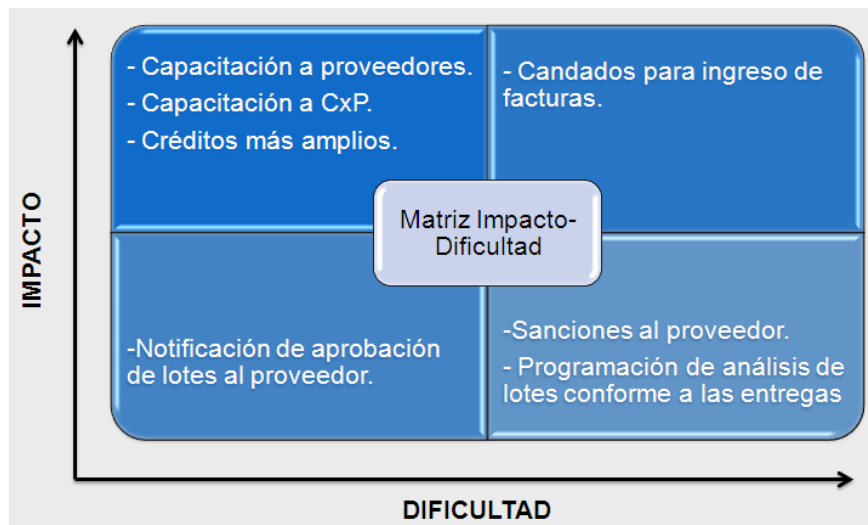 IMPACTO
- Capacitación a proveedores.
- Capacitación a CxP.
- Créditos más amplios.
- Candados para ingreso de
facturas.
Matriz Impacto-
Dificultad
-Notificación de aprobación
de lotes al proveedor.
-Sanciones al proveedor.
- Programación de análisis de
lotes conforme a las entregas
DIFICULTAD